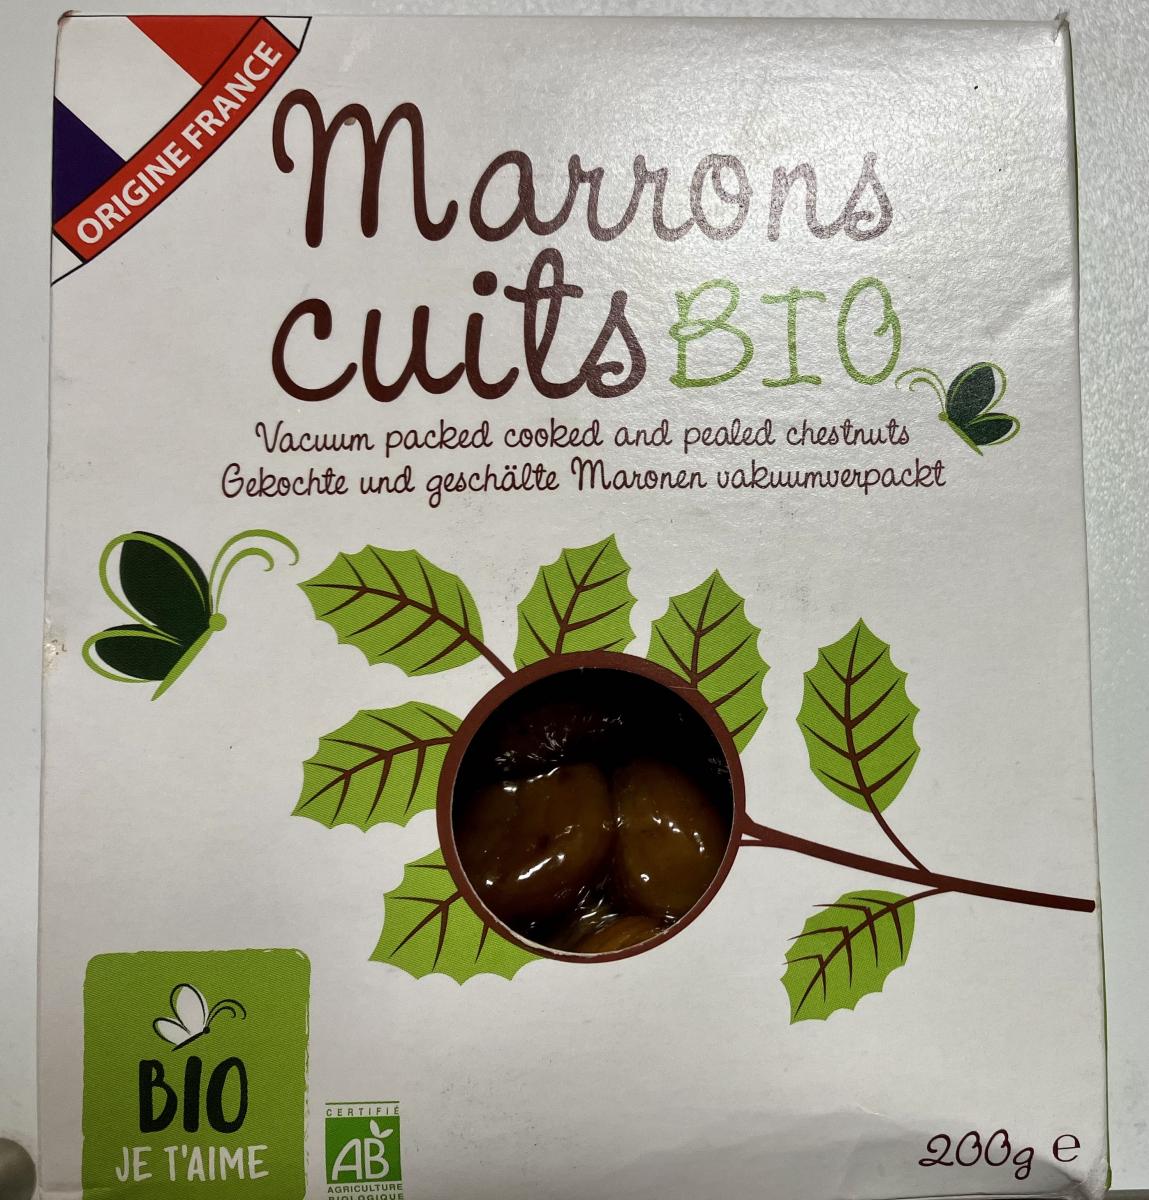 ORIGINE FRANCE
Marrons
cuits BIO
Vacuum packed cooked and pealed chestnuts
Gekochte und geschälte Maronen vakuumverpackt
BIO
JE T'AIME
CERTIFIÉ
AB
AGRICULTURE
BIOLOGIQUE
200g e